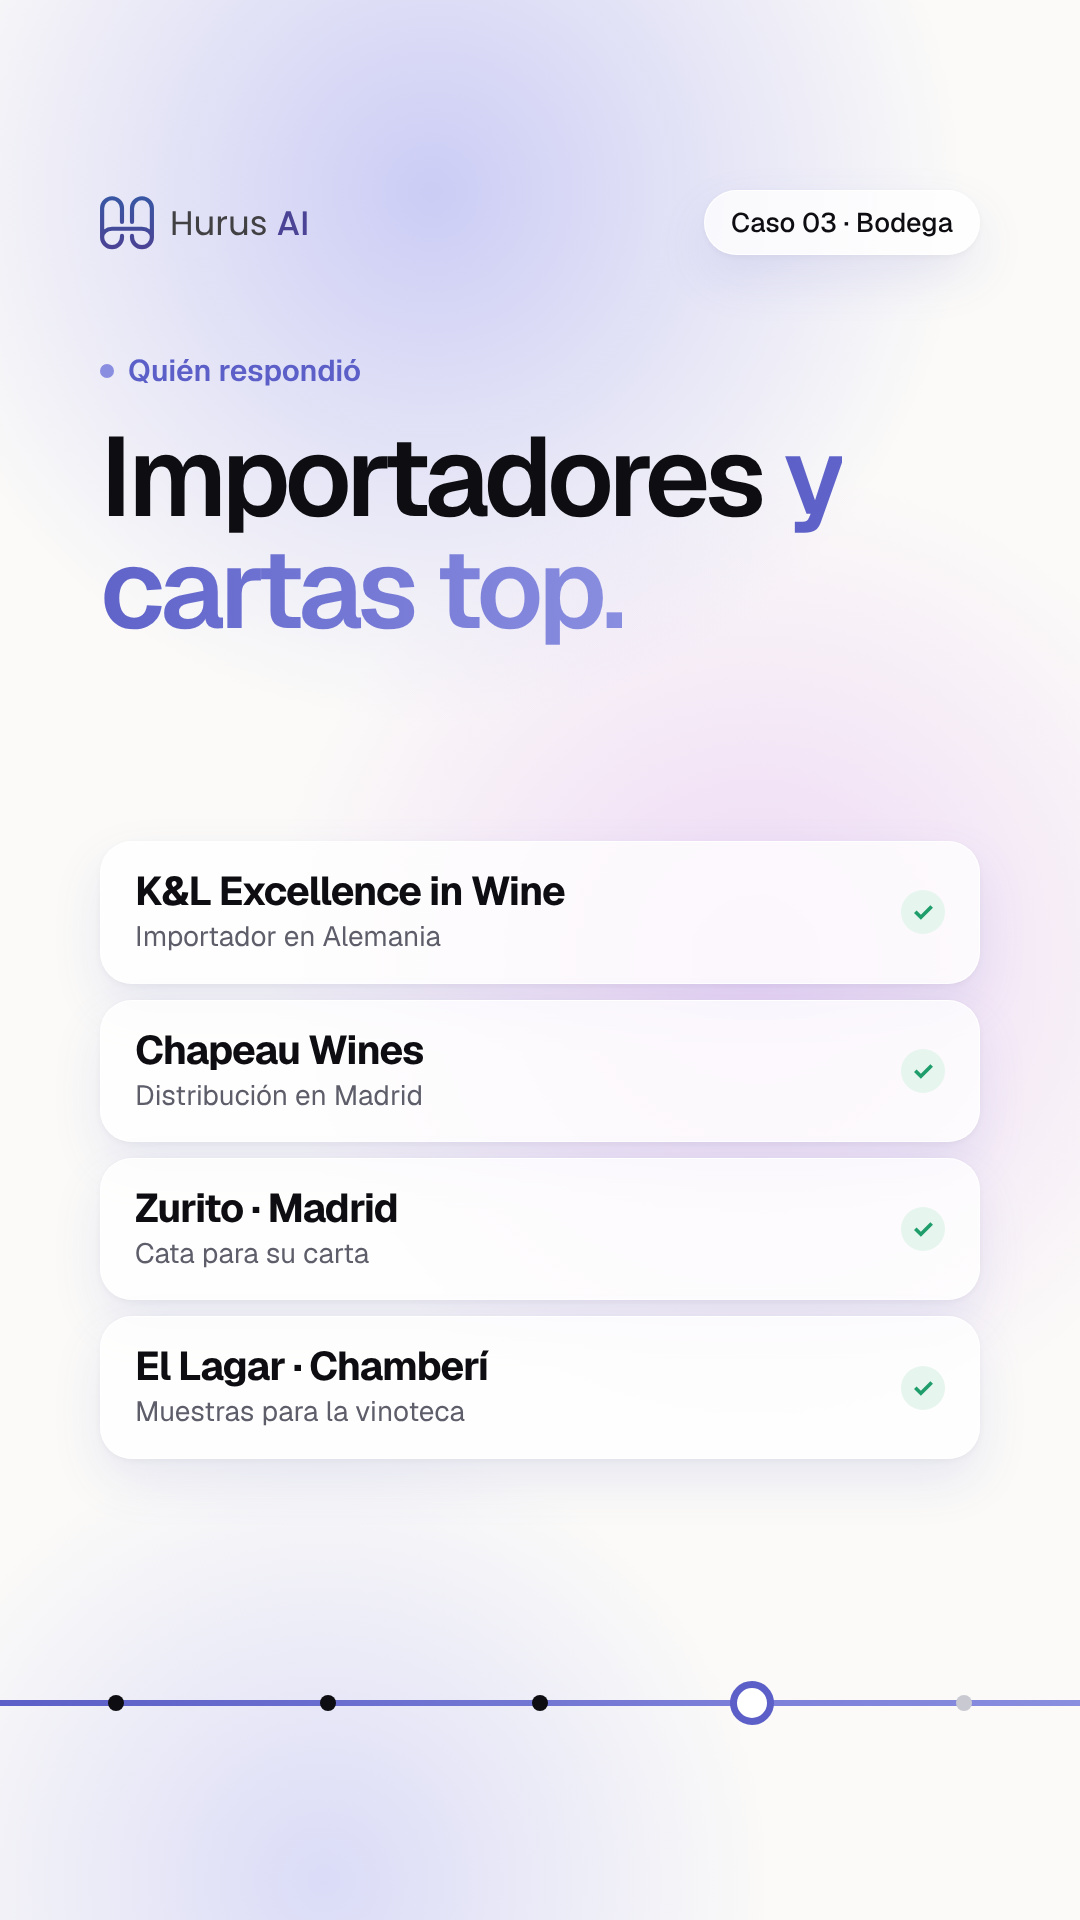 Hurus AI
Caso 03 · Bodega
Quién respondió
Importadores y
cartas top.
K&L Excellence in Wine
Importador en Alemania
Chapeau Wines
Distribución en Madrid
Zurito · Madrid
Cata para su carta
El Lagar · Chamberí
Muestras para la vinoteca